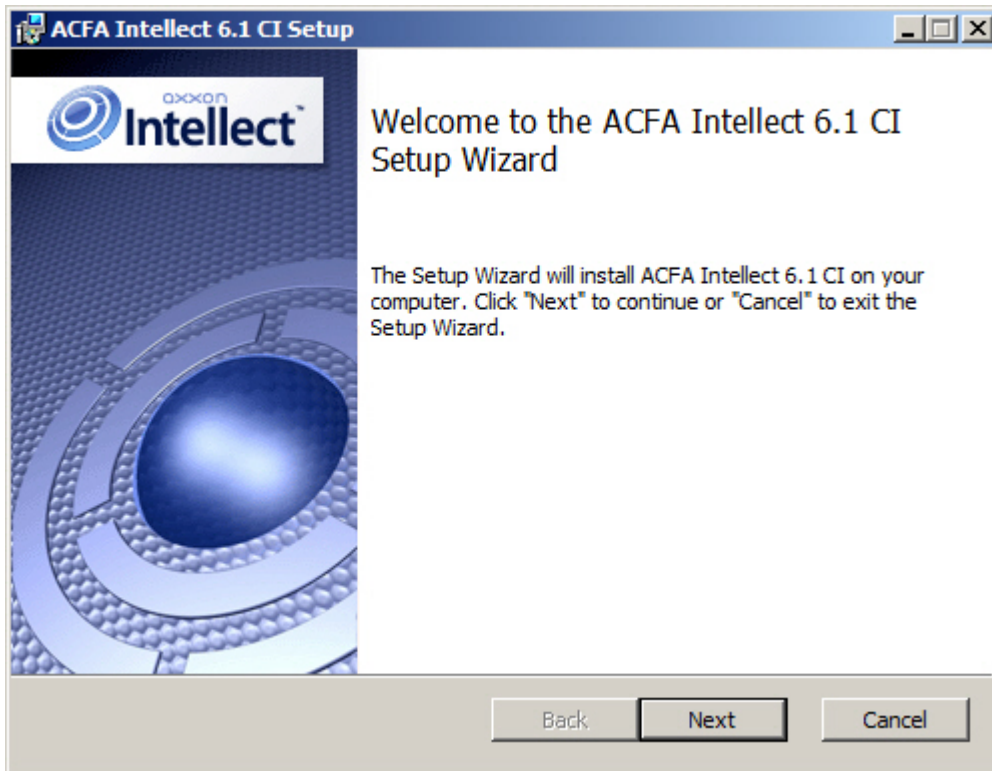 ACFA Intellect 6.1 CI Setup
axxon
Intellect™
Welcome to the ACFA Intellect 6.1 CI
Setup Wizard
The Setup Wizard will install ACFA Intellect 6.1 CI on your
computer. Click "Next" to continue or "Cancel" to exit the
Setup Wizard.
Back
Next
Cancel